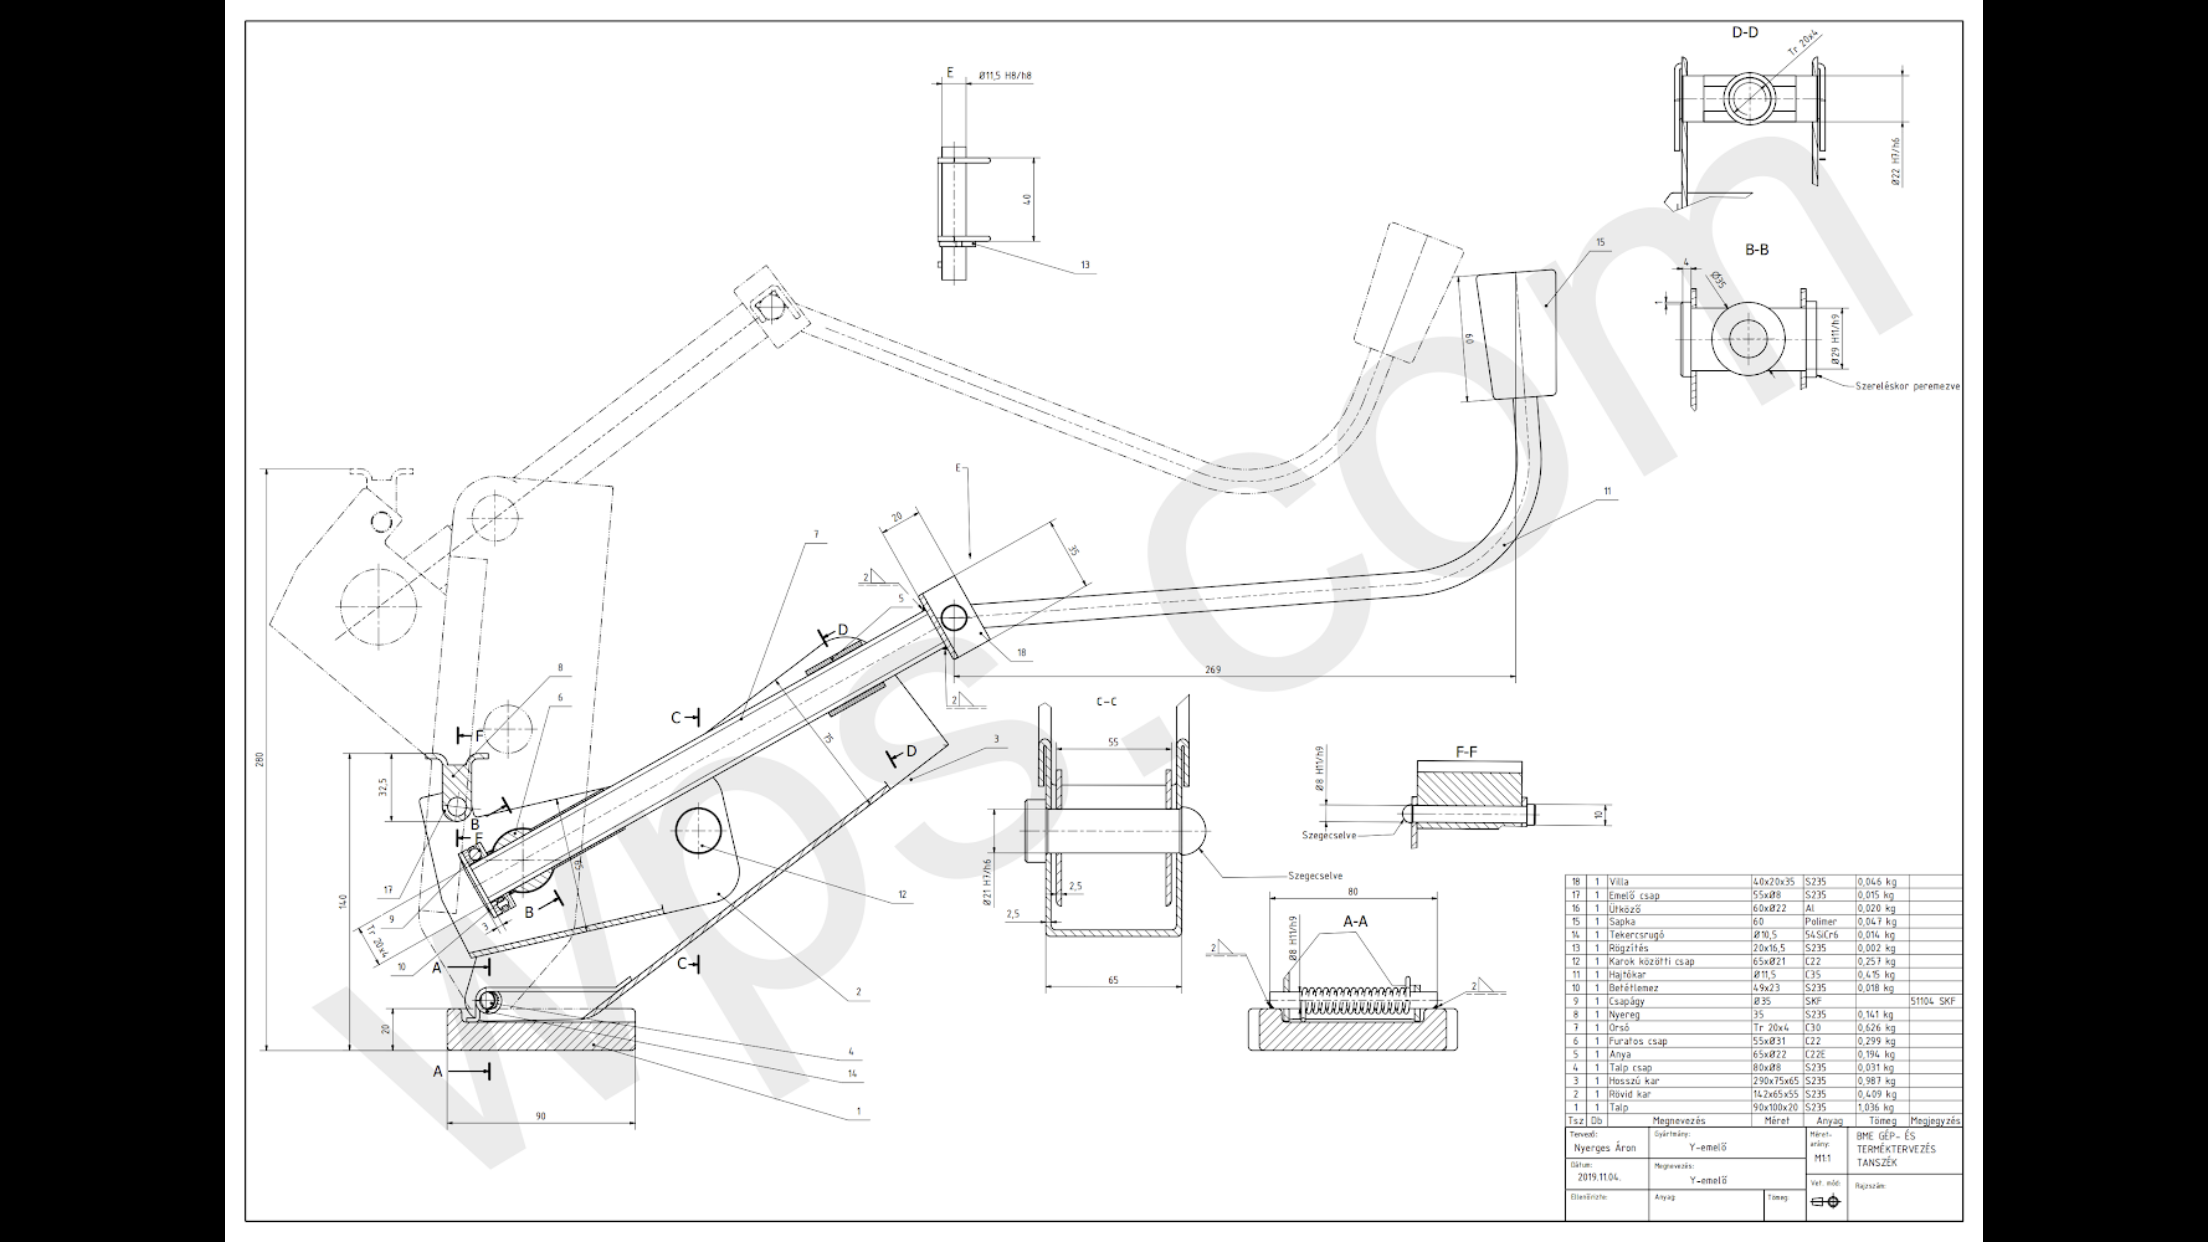 D-D
Tr 20x4
E
Ø11,5 H8/h8
40
13
Ø22 H7/h6
15
B-B
4
Ø35
1
Ø29 H11/h9
Szereléskor peremezve
60
E
11
20
35
7
2
5
D
18
269
2
8
6
C
F
75
D
3
280
32,5
B
F
65
140
17
B
12
9
3
Tr 20x4
10
A
C
2
20
4
14
A
1
90
C-C
55
Ø21 H7/h6
2,5
2,5
Szegecselve
65
F-F
Ø8 H11/h9
10
Szegecselve
80
A-A
Ø8 H11/h9
2
2
18 1 Villa 40x20x35 S235 0,046 kg
17 1 Emelő csap 55xØ8 S235 0,015 kg
16 1 Ütköző 60xØ22 Al 0,020 kg
15 1 Sapka 60 Polimer 0,047 kg
14 1 Tekercsrugó Ø10,5 54SiCr6 0,014 kg
13 1 Rögzítés 20x16,5 S235 0,002 kg
12 1 Karok közötti csap 65xØ21 C22 0,257 kg
11 1 Hajtókar Ø11,5 C35 0,415 kg
10 1 Betétlemez 49x23 S235 0,018 kg
9 1 Csapágy Ø35 SKF 51104 SKF
8 1 Nyereg 35 S235 0,141 kg
7 1 Orsó Tr 20x4 C30 0,626 kg
6 1 Furatos csap 55xØ31 C22 0,299 kg
5 1 Anya 65xØ22 C22E 0,194 kg
4 1 Talp csap 80xØ8 S235 0,031 kg
3 1 Hosszú kar 290x75x65 S235 0,987 kg
2 1 Rövid kar 142x65x55 S235 0,409 kg
1 1 Talp 90x100x20 S235 1,036 kg
Tsz Db Megnevezés Méret Anyag Tömeg Megjegyzés
Tervező:
Nyerges Áron
Gyártmány:
Y-emelő
Méret-
arány:
M1:1
BME GÉP- ÉS
TERMÉKTERVEZÉS
TANSZÉK
Dátum:
2019.11.04.
Megnevezés:
Y-emelő
Vet. mód:
Rajzszám:
Ellenőrizte:
Anyag:
Tömeg:
wps.com